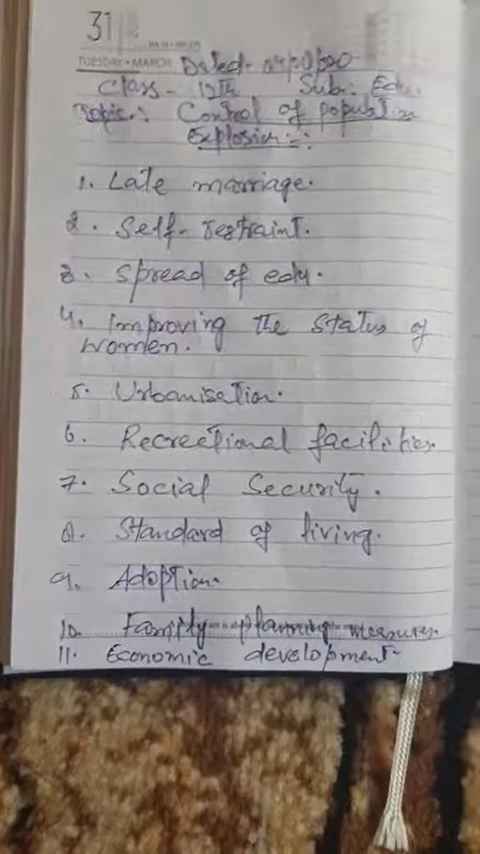 31
TUESDAY • MARCH Dated-
Class- 12th Sub: Edu.
Topic:: Control of population
Explosion:-:
1. Late marriage.
2. Self-restraint.
3. Spread of edu.
4. Improving the Status of
women.
5. Urbanisation.
6. Recreational facilities.
7. Social Security.
8. Standard of living.
9. Adoption.
10. Family planning measures.
11. Economic development-